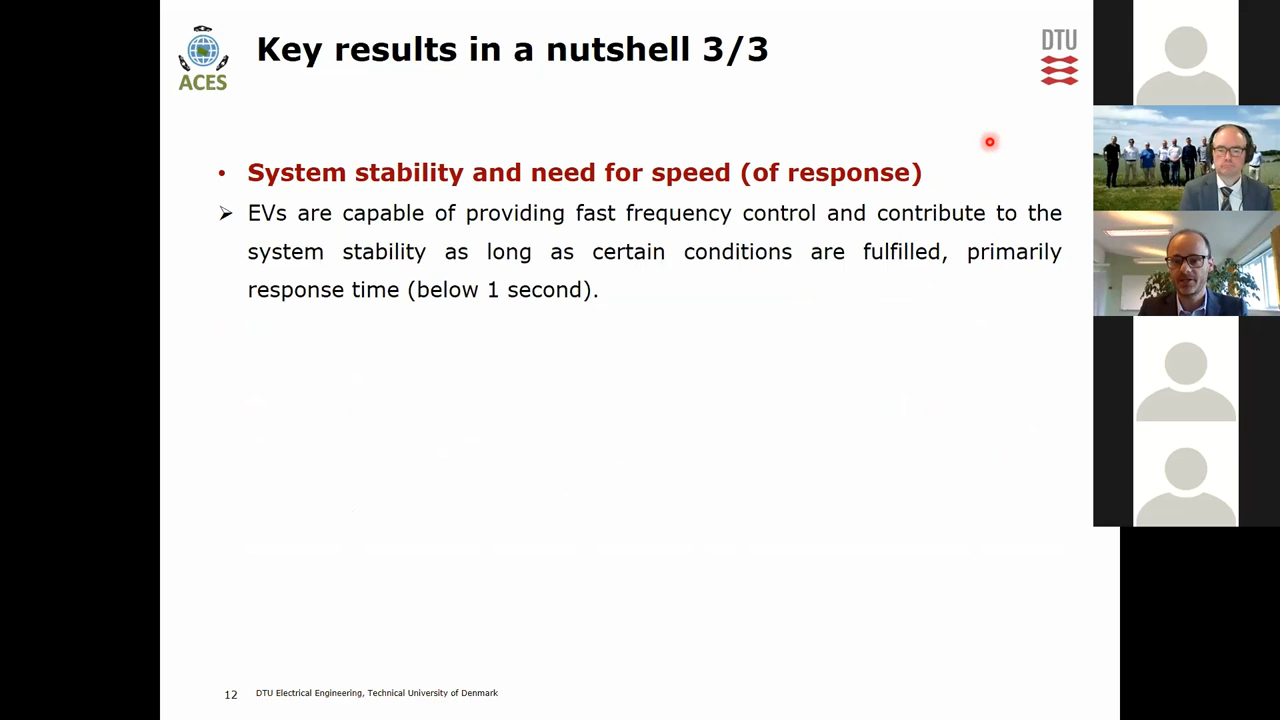 Key results in a nutshell 3/3
ACES
DTU
• System stability and need for speed (of response)
➢ EVs are capable of providing fast frequency control and contribute to the
system stability as long as certain conditions are fulfilled, primarily
response time (below 1 second).
12 DTU Electrical Engineering, Technical University of Denmark